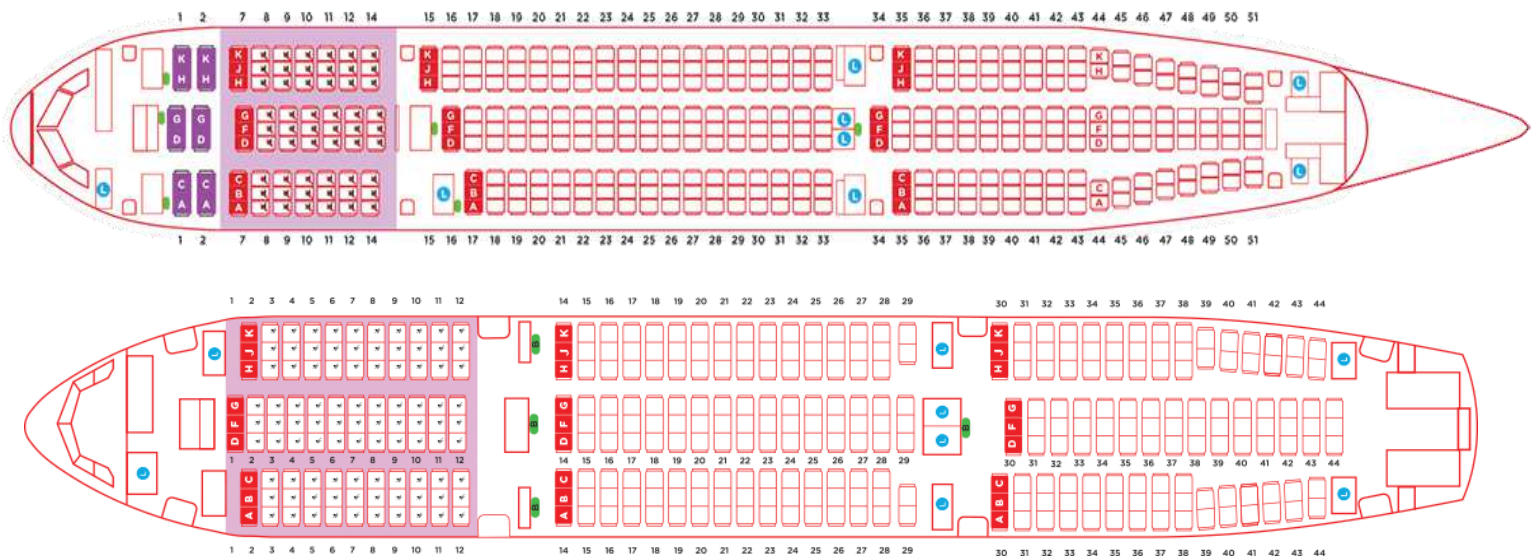 1 2 7 8 9 10 11 12 14 15 16 17 18 19 20 21 22 23 24 25 26 27 28 29 30 31 32 33 34 35 36 37 38 39 40 41 42 43 44 45 46 47 48 49 50 51
K K K K K K
H H J J J H
H H H
L L
G G G G G G
F F F F
D D D D D D
L L
C C C C C C
B B B
A A A A A A
L L L L
1 2 7 8 9 10 11 12 14 15 16 17 18 19 20 21 22 23 24 25 26 27 28 29 30 31 32 33 34 35 36 37 38 39 40 41 42 43 44 45 46 47 48 49 50 51
1 2 3 4 5 6 7 8 9 10 11 12 14 15 16 17 18 19 20 21 22 23 24 25 26 27 28 29 30 31 32 33 34 35 36 37 38 39 40 41 42 43 44
L H J K B H J K L H J K L
D F G B D F G L L B D F G
1 2 3 4 5 6 7 8 9 10 11 12 14 15 16 17 18 19 20 21 22 23 24 25 26 27 28 29 30 31 32 33 34 35 36 37 38 39 40 41 42 43 44
L A B C B A B C L A B C L
1 2 3 4 5 6 7 8 9 10 11 12 14 15 16 17 18 19 20 21 22 23 24 25 26 27 28 29 30 31 32 33 34 35 36 37 38 39 40 41 42 43 44